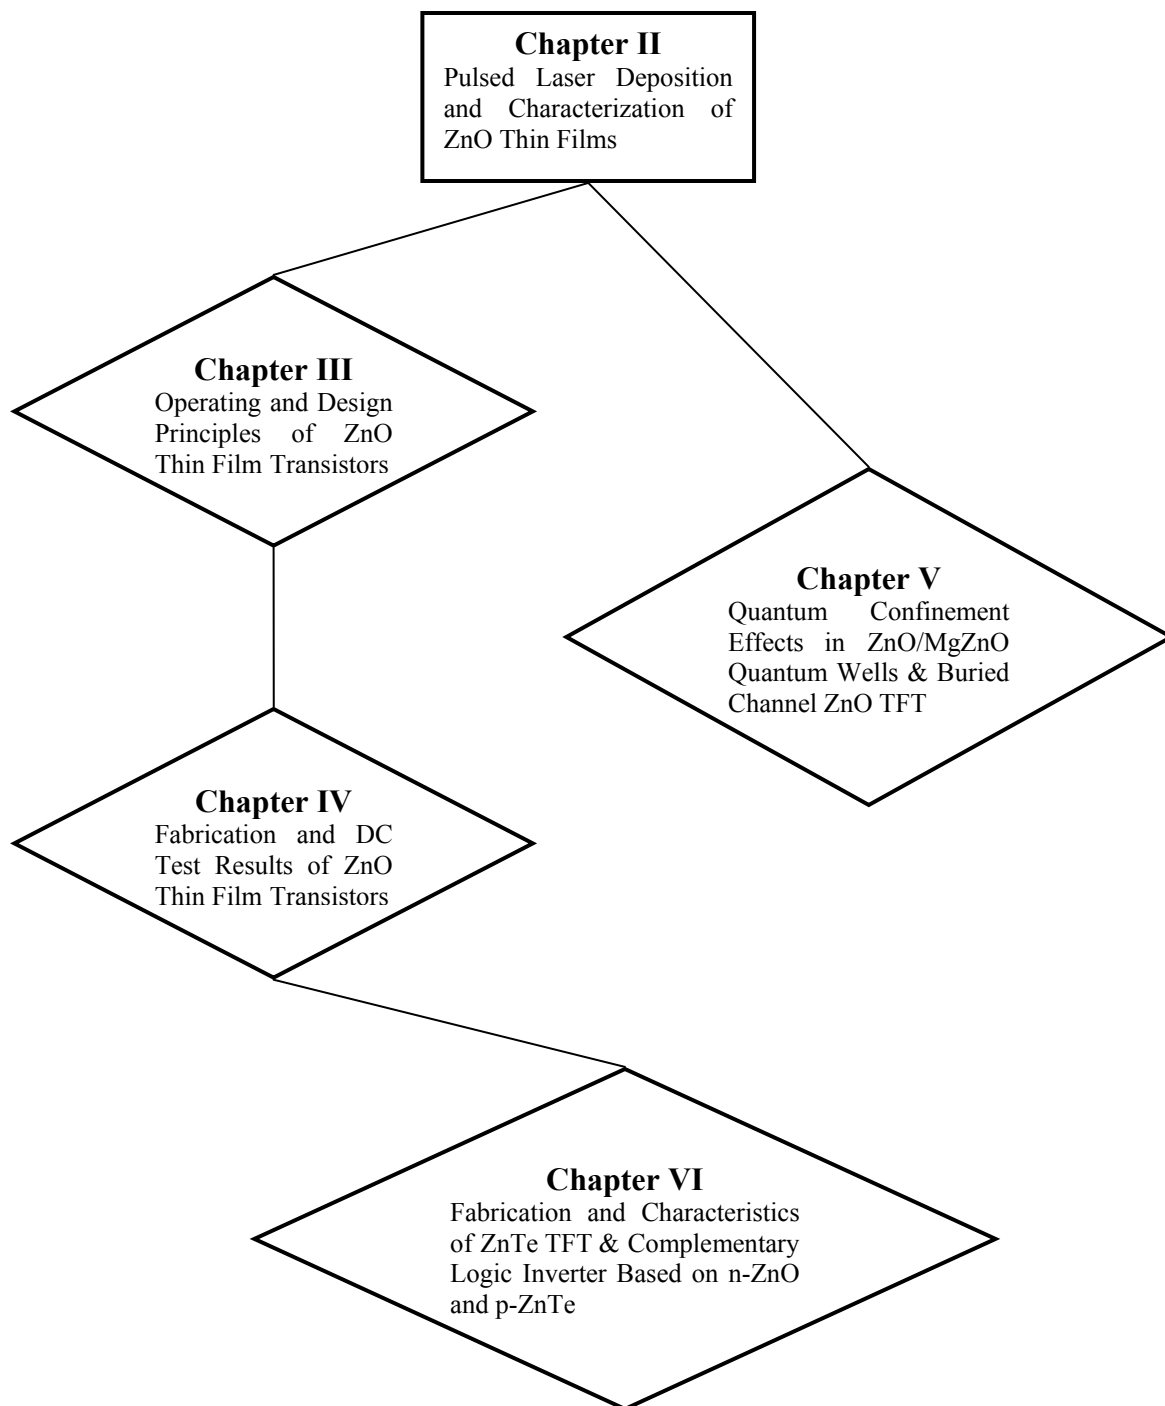 Chapter II
Pulsed Laser Deposition
and Characterization of
ZnO Thin Films
Chapter III
Operating and Design
Principles of ZnO
Thin Film Transistors
Chapter V
Quantum Confinement
Effects in ZnO/MgZnO
Quantum Wells & Buried
Channel ZnO TFT
Chapter IV
Fabrication and DC
Test Results of ZnO
Thin Film Transistors
Chapter VI
Fabrication and Characteristics
of ZnTe TFT & Complementary
Logic Inverter Based on n-ZnO
and p-ZnTe